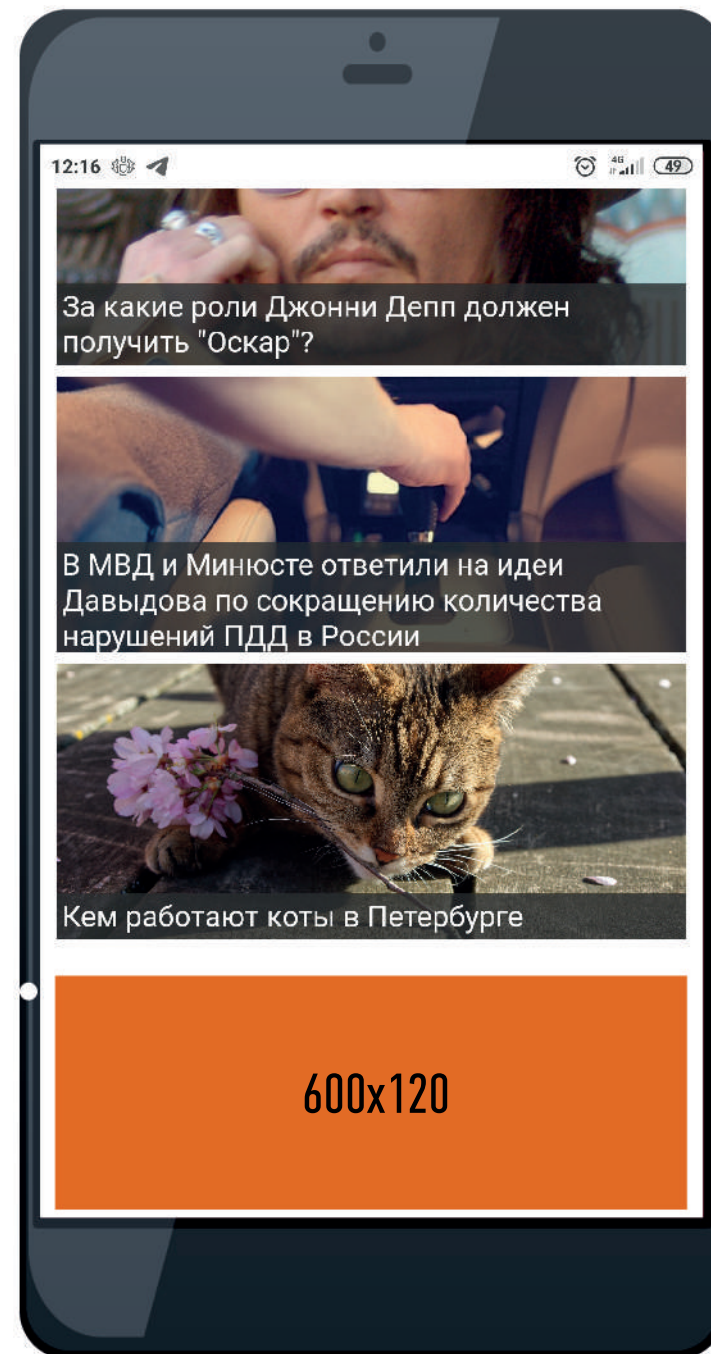 12:16 4G 49
За какие роли Джонни Депп должен
получить "Оскар"?
В МВД и Минюсте ответили на идеи
Давыдова по сокращению количества
нарушений ПДД в России
Кем работают коты в Петербурге
600x120